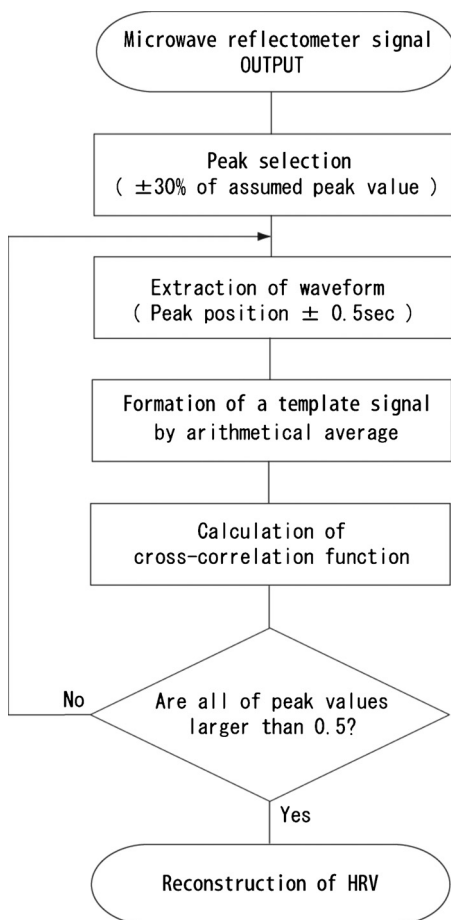 Microwave reflectometer signal
OUTPUT
Peak selection
( ±30% of assumed peak value )
Extraction of waveform
( Peak position ± 0.5sec )
Formation of a template signal
by arithmetical average
Calculation of
cross-correlation function
Are all of peak values
larger than 0.5?
No
Yes
Reconstruction of HRV